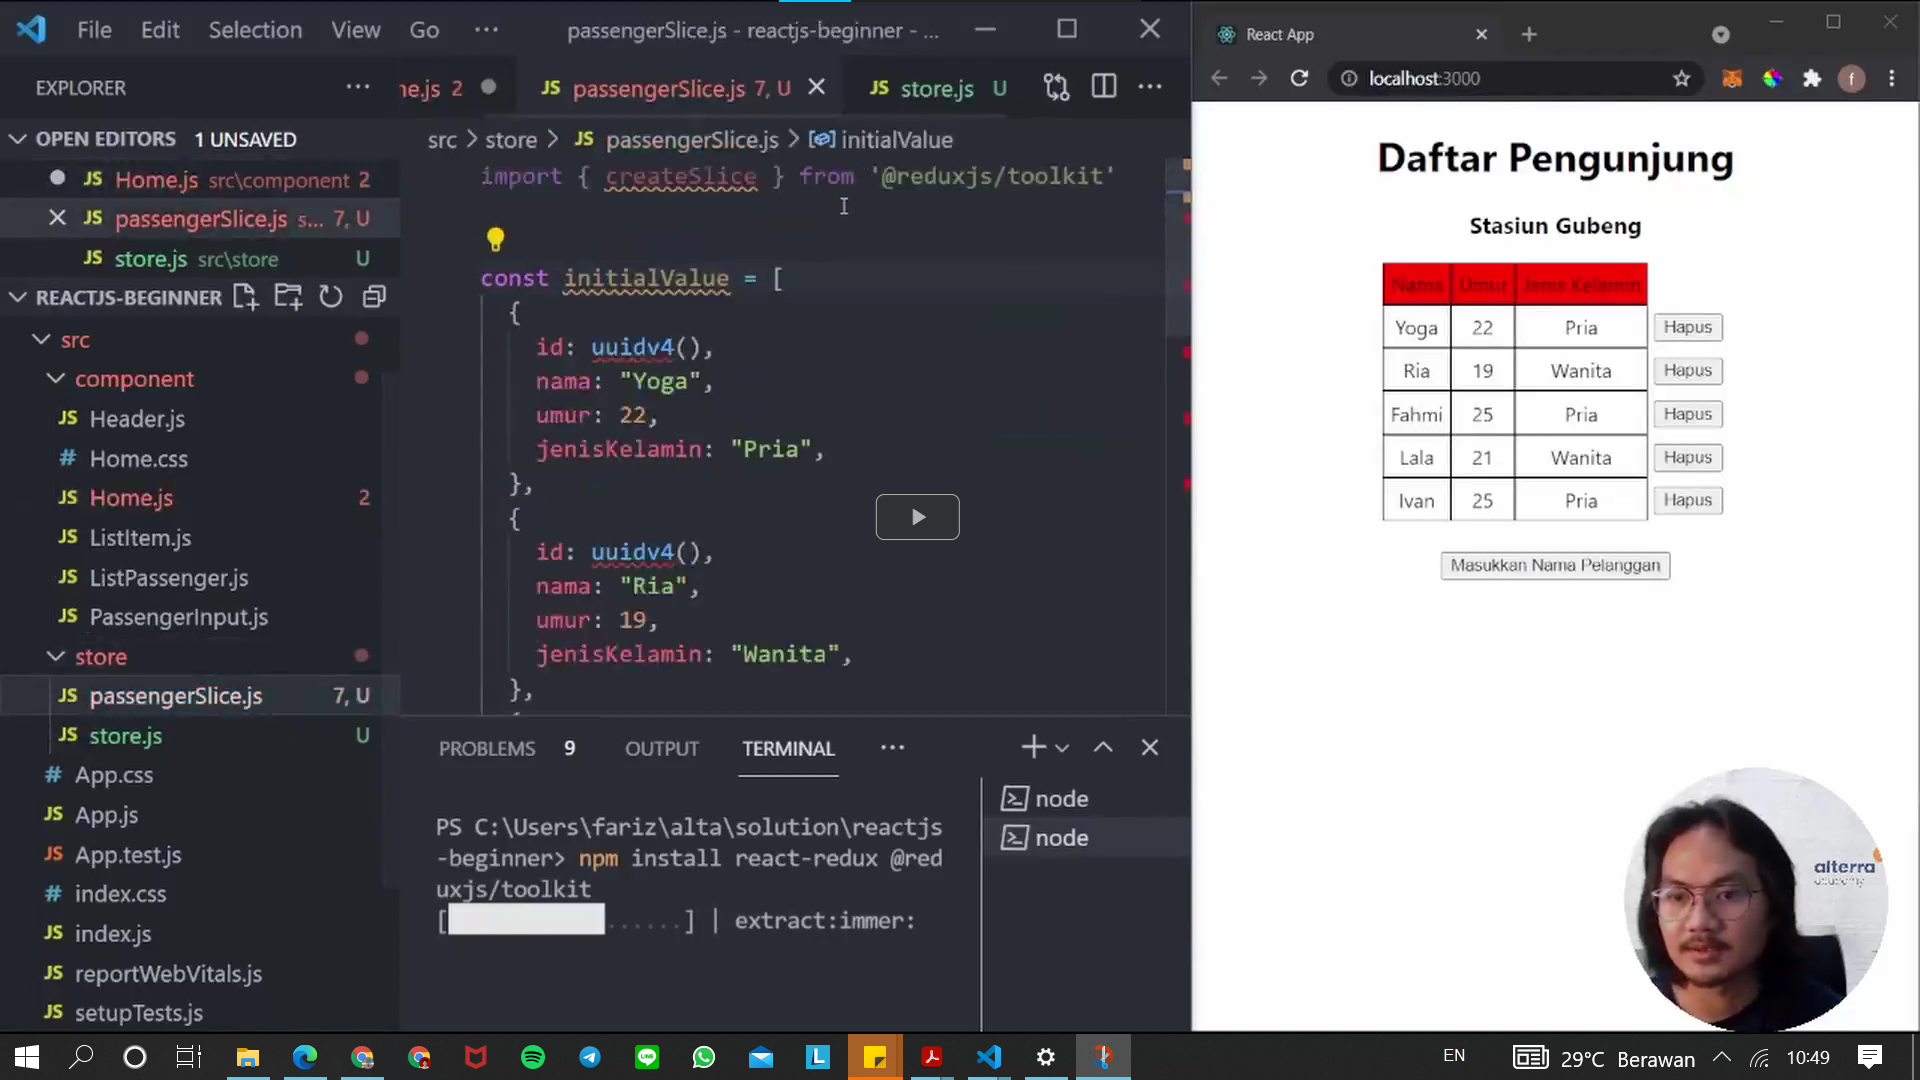 File Edit Selection View Go ··· passengerSlice.js - reactjs-beginner - ...
EXPLORER ···
OPEN EDITORS 1 UNSAVED
JS Home.js src\component 2
JS passengerSlice.js s... 7, U
JS store.js src\store U
REACTJS-BEGINNER
src
component
JS Header.js
# Home.css
JS Home.js 2
JS ListItem.js
JS ListPassenger.js
JS PassengerInput.js
store
JS passengerSlice.js 7, U
JS store.js U
# App.css
JS App.js
JS App.test.js
# index.css
JS index.js
JS reportWebVitals.js
JS setupTests.js
ne.js 2 JS passengerSlice.js 7, U JS store.js U ···
src > store > JS passengerSlice.js > initialValue
import { createSlice } from '@reduxjs/toolkit'
const initialValue = [
{
id: uuidv4(),
nama: "Yoga",
umur: 22,
jenisKelamin: "Pria",
},
{
id: uuidv4(),
nama: "Ria",
umur: 19,
jenisKelamin: "Wanita",
},
PROBLEMS 9 OUTPUT TERMINAL ···
PS C:\Users\fariz\alta\solution\reactjs
-beginner> npm install react-redux @red
uxjs/toolkit
[ ......] | extract:immer:
node
node
React App
localhost:3000 f
Daftar Pengunjung
Stasiun Gubeng
Nama Umur Jenis Kelamin
Yoga 22 Pria Hapus
Ria 19 Wanita Hapus
Fahmi 25 Pria Hapus
Lala 21 Wanita Hapus
Ivan 25 Pria Hapus
Masukkan Nama Pelanggan
alterra
academy
L EN 29°C Berawan 10:49